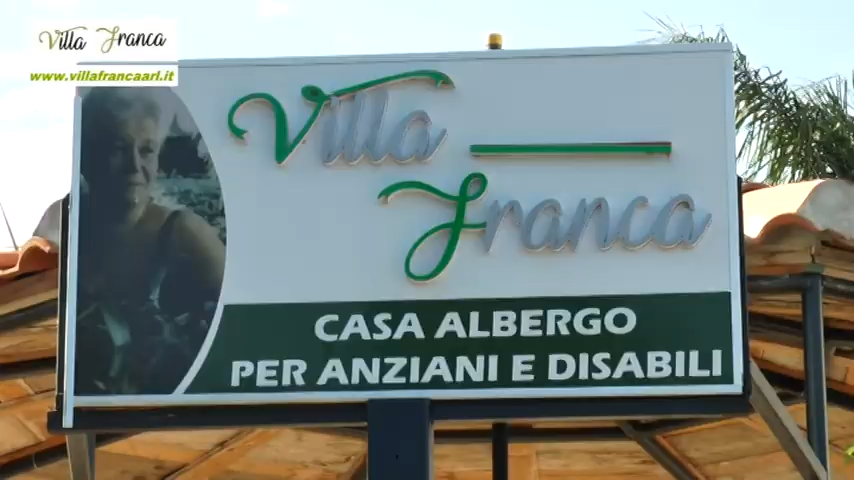 Villa Franca
www.villafrancaarl.it
Villa
Franca
CASA ALBERGO
PER ANZIANI E DISABILI